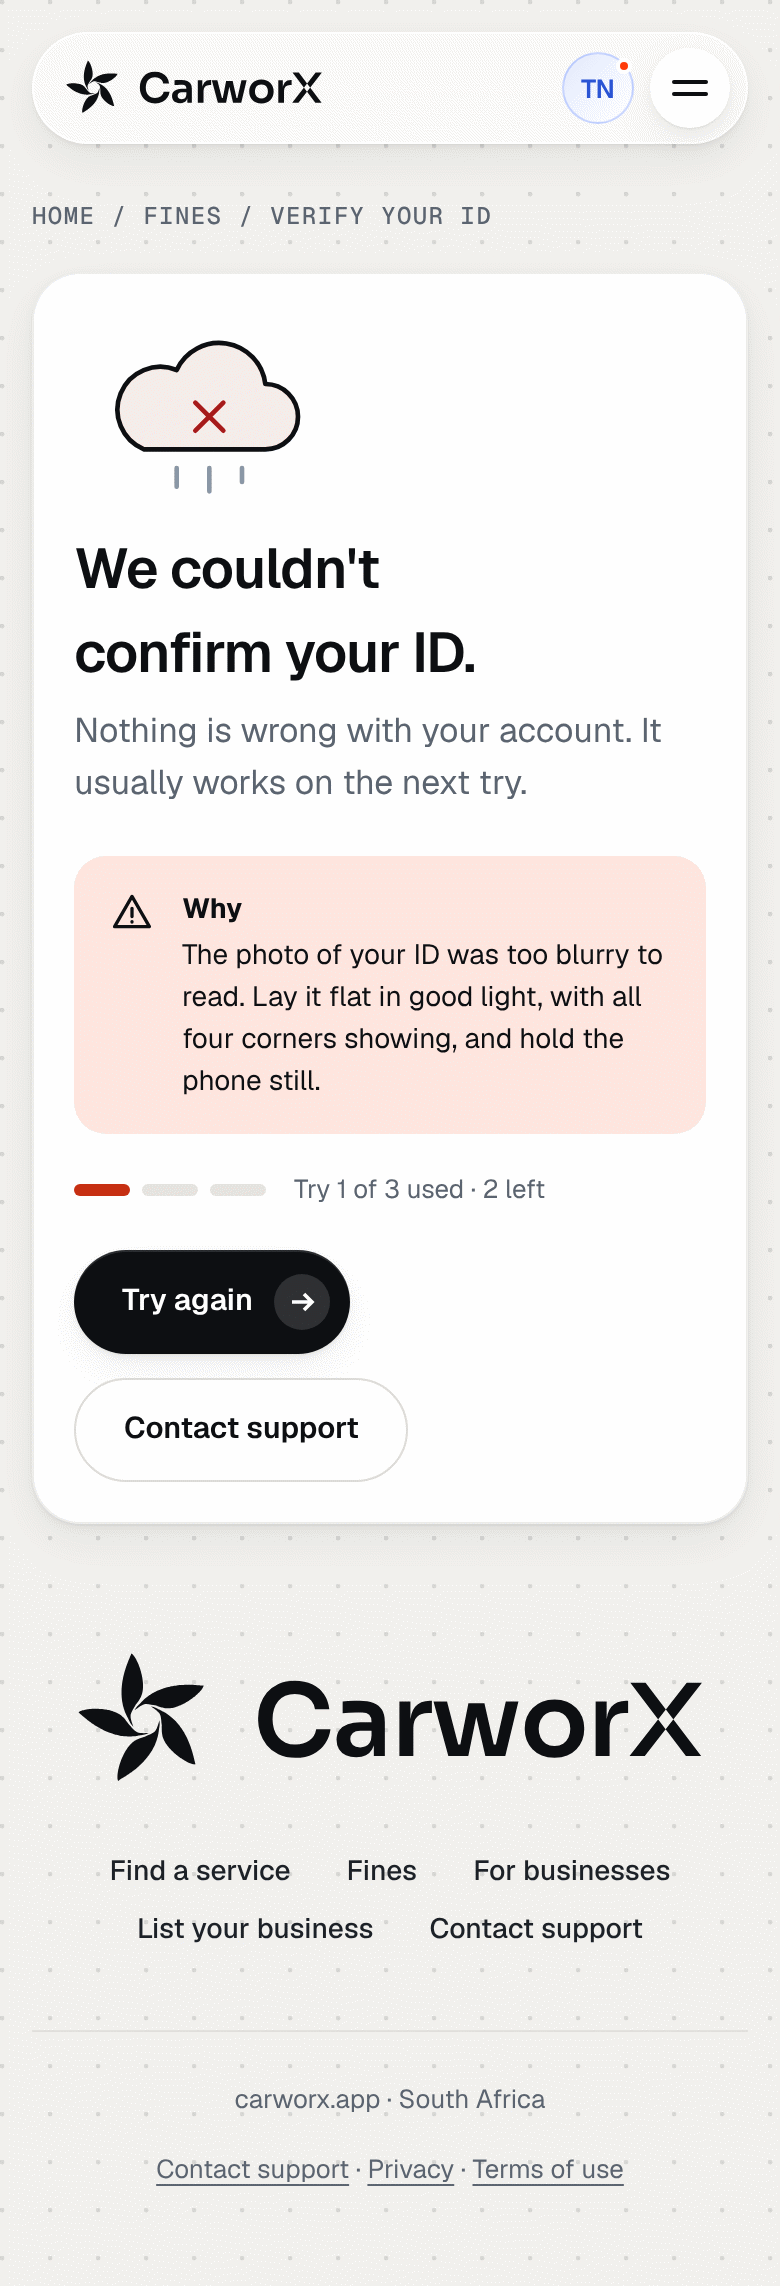 CarworX
TN
HOME / FINES / VERIFY YOUR ID
We couldn't
confirm your ID.
Nothing is wrong with your account. It
usually works on the next try.
Why
The photo of your ID was too blurry to
read. Lay it flat in good light, with all
four corners showing, and hold the
phone still.
Try 1 of 3 used · 2 left
Try again
Contact support
CarworX
Find a service Fines For businesses
List your business Contact support
carworx.app · South Africa
Contact support · Privacy · Terms of use